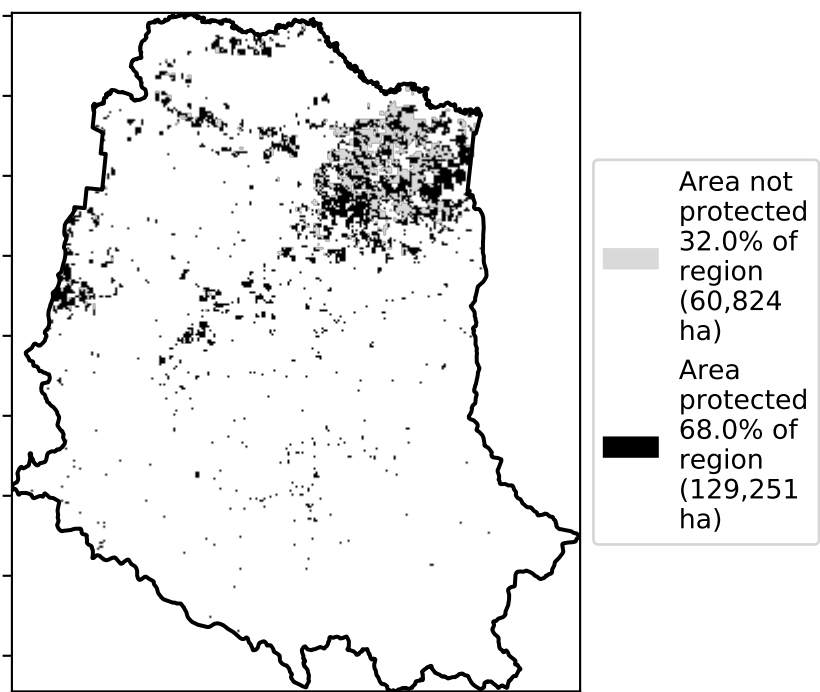 Area not
protected
32.0% of
region
(60,824
ha)
Area
protected
68.0% of
region
(129,251
ha)